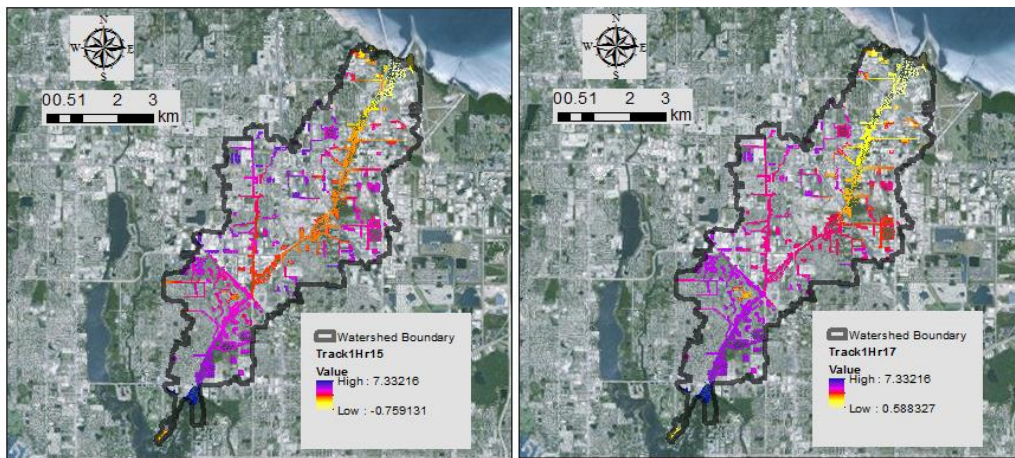 N
W E
S
00.51 2 3
km
Watershed Boundary
Track1Hr15
Value
High : 7.33216
Low : -0.759131
N
W E
S
00.51 2 3
km
Watershed Boundary
Track1Hr17
Value
High : 7.33216
Low : 0.588327